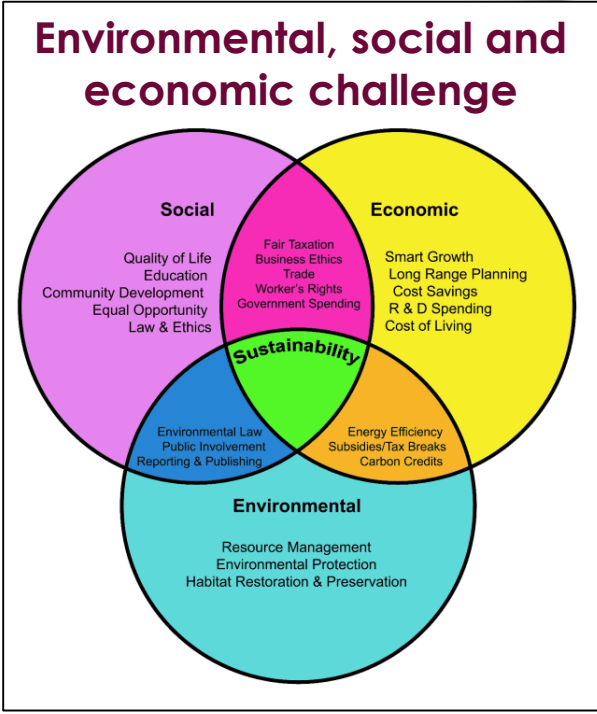 Environmental, social and
economic challenge
Social
Quality of Life
Education
Community Development
Equal Opportunity
Law & Ethics
Fair Taxation
Business Ethics
Trade
Worker's Rights
Government Spending
Economic
Smart Growth
Long Range Planning
Cost Savings
R & D Spending
Cost of Living
Sustainability
Environmental Law
Public Involvement
Reporting & Publishing
Energy Efficiency
Subsidies/Tax Breaks
Carbon Credits
Environmental
Resource Management
Environmental Protection
Habitat Restoration & Preservation